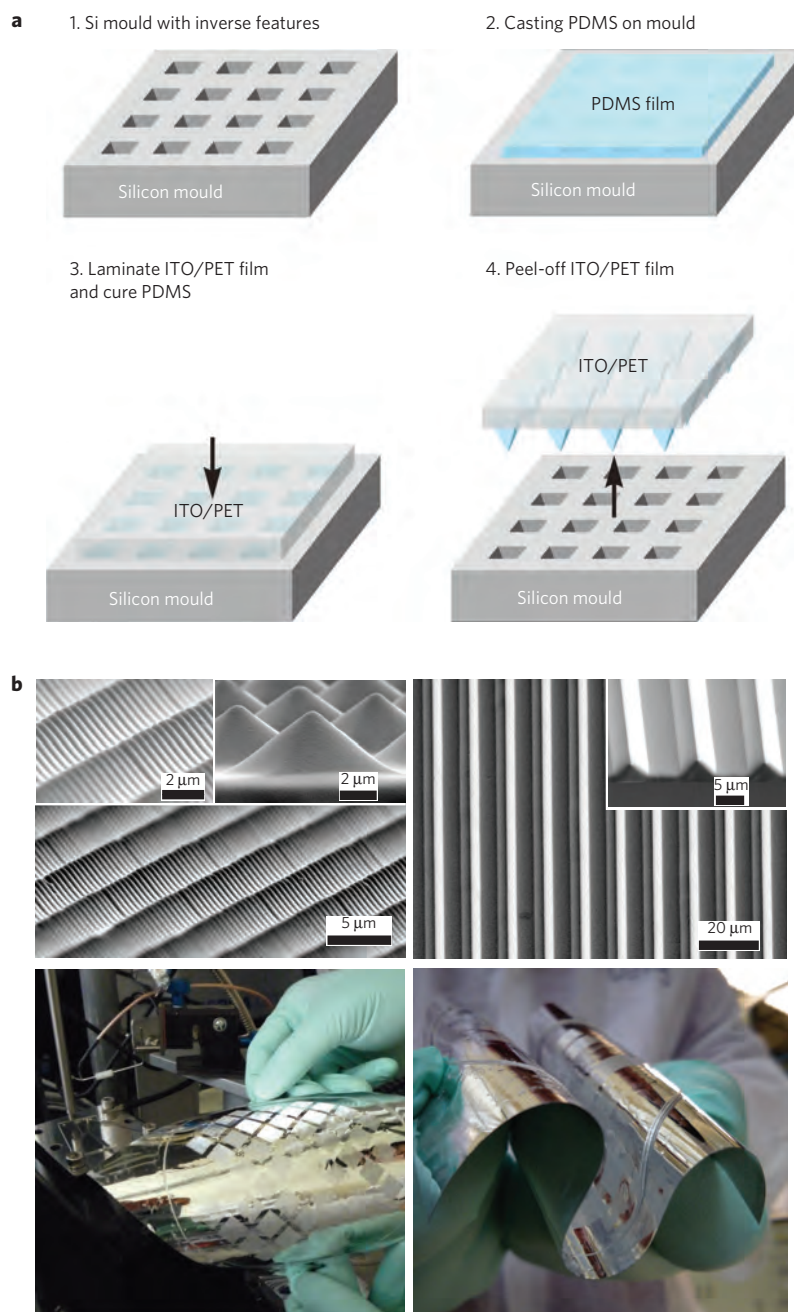 a
1. Si mould with inverse features
2. Casting PDMS on mould
PDMS film
Silicon mould
Silicon mould
3. Laminate ITO/PET film
and cure PDMS
4. Peel-off ITO/PET film
ITO/PET
ITO/PET
Silicon mould
Silicon mould
b
2 μm
2 μm
5 μm
5 μm
20 μm